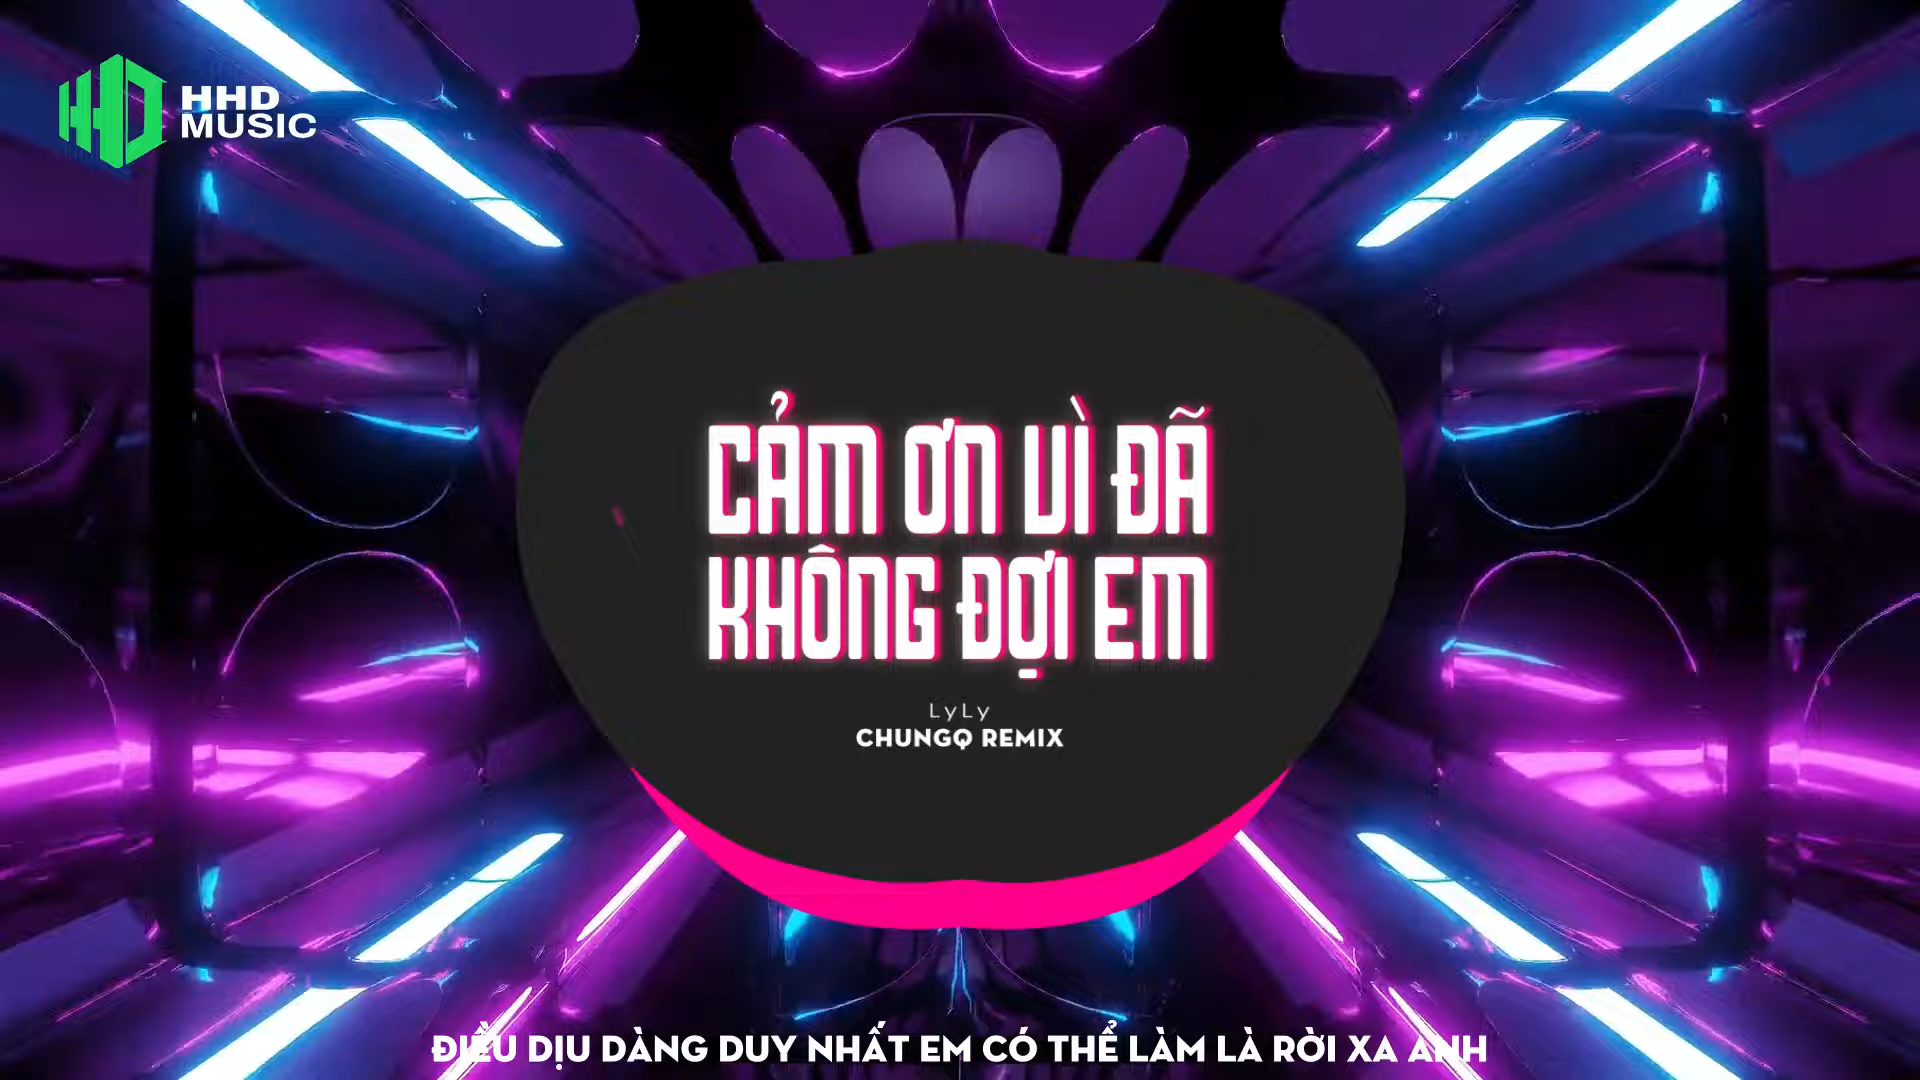 HHD
MUSIC
CẢM ƠN VÌ ĐÃ
KHÔNG ĐỢI EM
LyLy
CHUNGQ REMIX
ĐIỀU DỊU DÀNG DUY NHẤT EM CÓ THỂ LÀM LÀ RỜI XA ANH